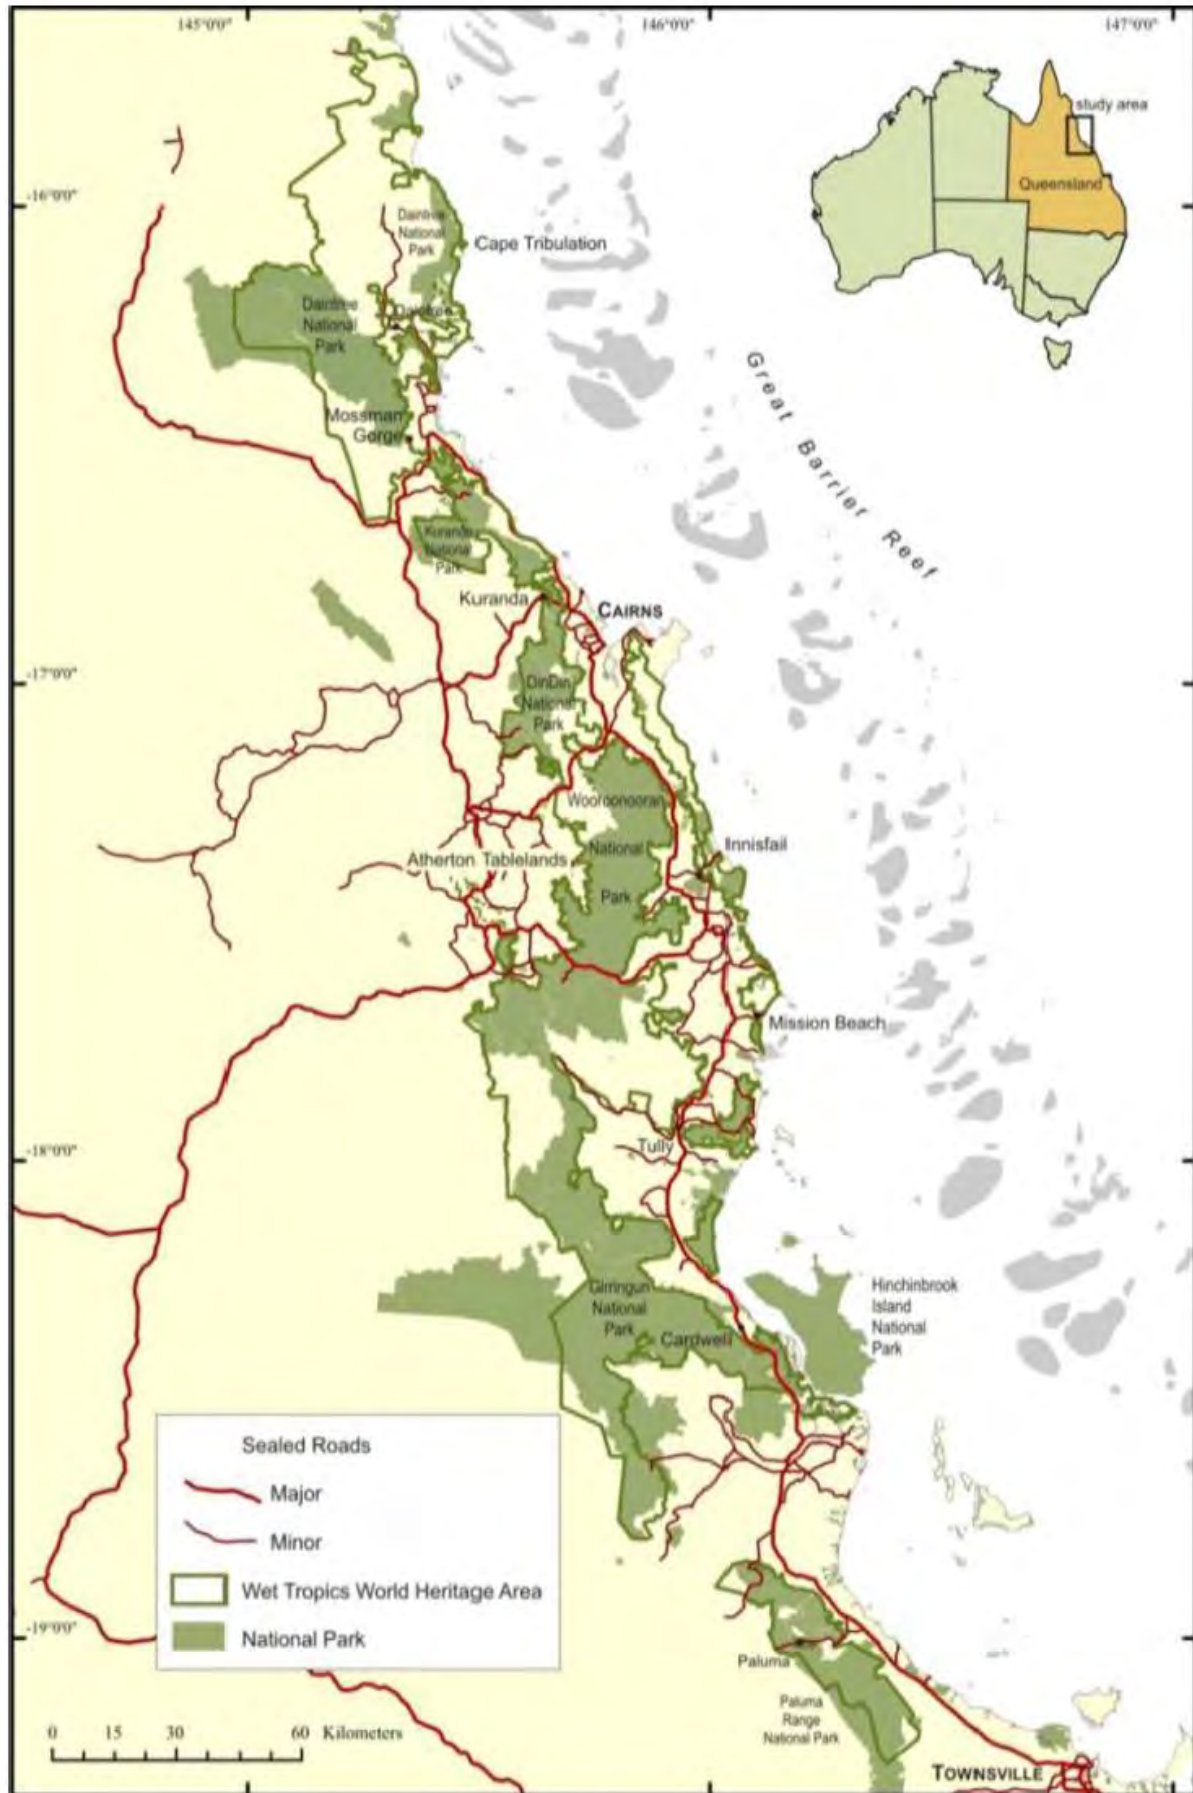 145°0'0"
146°0'0"
147°0'0"
study area
Queensland
-16°0'0"
Daintree
National
Park
Cape Tribulation
Daintree
National
Park
Daintree
Mossman
Gorge
Great Barrier Reef
Kuranda
National
Park
Kuranda
CAIRNS
-17°0'0"
DinDin
National
Park
Wooroonooran
National
Park
Innisfail
Atherton Tablelands
Mission Beach
Tully
-18°0'0"
Girringun
National
Park
Cardwell
Hinchinbrook
Island
National
Park
Sealed Roads
Major
Minor
Wet Tropics World Heritage Area
National Park
-19°0'0"
Paluma
Paluma
Range
National Park
0 15 30 60 Kilometers
TOWNSVILLE